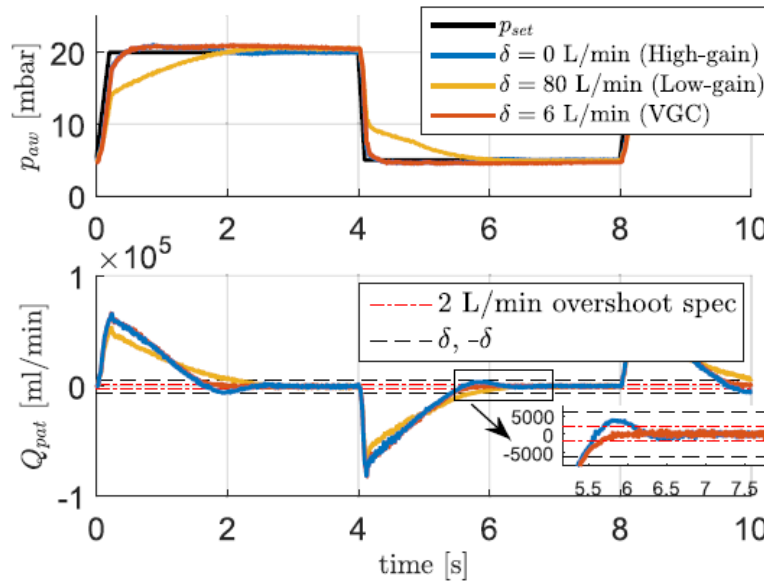 p_aw [mbar]
20
10
0
0 2 4 6 8 10
p_set
δ = 0 L/min (High-gain)
δ = 80 L/min (Low-gain)
δ = 6 L/min (VGC)
×10^5
Q_pat [ml/min]
1
0
-1
2 L/min overshoot spec
δ, -δ
5000
0
-5000
5.5 6 6.5 7 7.5
0 2 4 6 8 10
time [s]